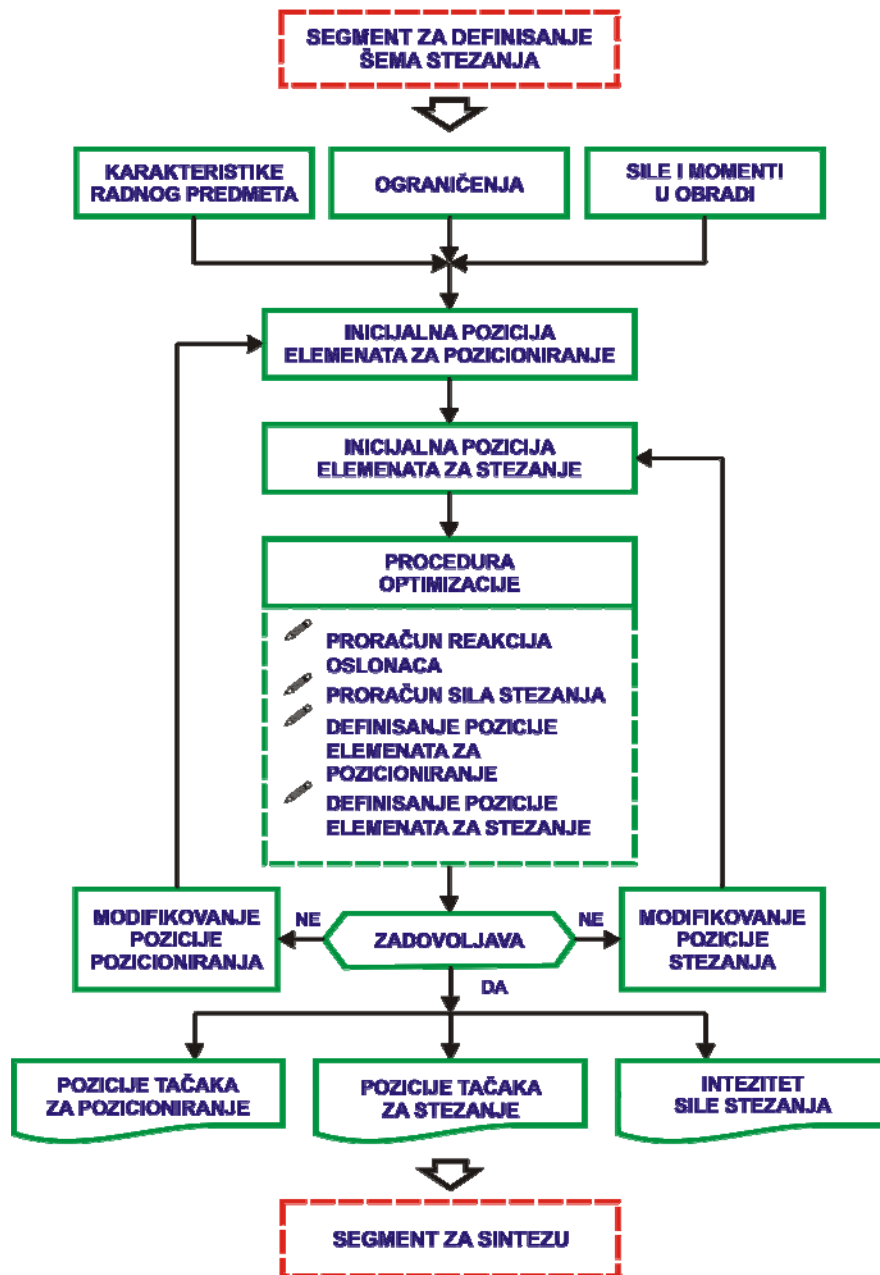 SEGMENT ZA DEFINISANJE
ŠEMA STEZANJA
KARAKTERISTIKE
RADNOG PREDMETA
OGRANIČENJA
SILE I MOMENTI
U OBRADI
INICIJALNA POZICIJA
ELEMENATA ZA POZICIONIRANJE
INICIJALNA POZICIJA
ELEMENATA ZA STEZANJE
PROCEDURA
OPTIMIZACIJE
PRORAČUN REAKCIJA
OSLONACA
PRORAČUN SILA STEZANJA
DEFINISANJE POZICIJE
ELEMENATA ZA
POZICIONIRANJE
DEFINISANJE POZICIJE
ELEMENATA ZA STEZANJE
MODIFIKOVANJE
POZICIJE
POZICIONIRANJA
NE
ZADOVOLJAVA
NE
MODIFIKOVANJE
POZICIJE
STEZANJA
DA
POZICIJE TAČAKA
ZA POZICIONIRANJE
POZICIJE TAČAKA
ZA STEZANJE
INTEZITET
SILE STEZANJA
SEGMENT ZA SINTEZU